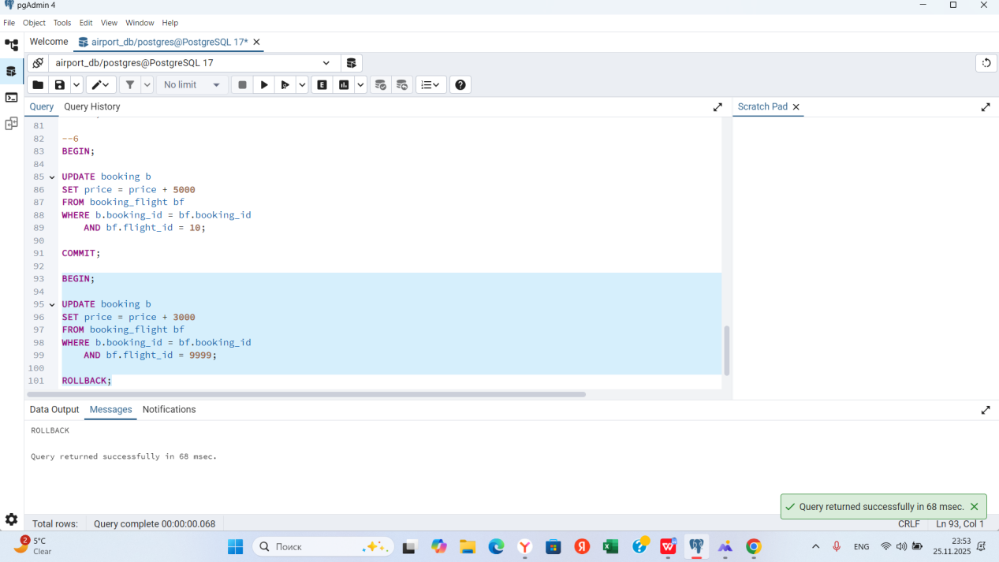 pgAdmin 4
File Object Tools Edit View Window Help
Welcome airport_db/postgres@PostgreSQL 17*
airport_db/postgres@PostgreSQL 17
No limit
E
Query Query History
Scratch Pad
81
82 --6
83 BEGIN;
84
85 UPDATE booking b
86 SET price = price + 5000
87 FROM booking_flight bf
88 WHERE b.booking_id = bf.booking_id
89 AND bf.flight_id = 10;
90
91 COMMIT;
92
93 BEGIN;
94
95 UPDATE booking b
96 SET price = price + 3000
97 FROM booking_flight bf
98 WHERE b.booking_id = bf.booking_id
99 AND bf.flight_id = 9999;
100
101 ROLLBACK;
Data Output Messages Notifications
ROLLBACK
Query returned successfully in 68 msec.
Query returned successfully in 68 msec.
Total rows: Query complete 00:00:00.068 CRLF Ln 93, Col 1
2 5°C
Clear
Поиск
ENG
23:53
25.11.2025